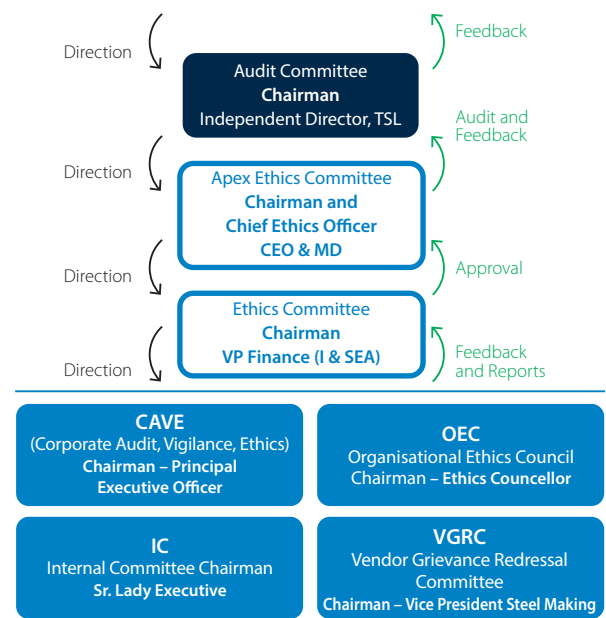 Direction
Feedback
Audit Committee
Chairman
Independent Director, TSL
Direction
Audit and
Feedback
Apex Ethics Committee
Chairman and
Chief Ethics Officer
CEO & MD
Direction
Approval
Ethics Committee
Chairman
VP Finance (I & SEA)
Direction
Feedback
and Reports
CAVE
(Corporate Audit, Vigilance, Ethics)
Chairman – Principal
Executive Officer
OEC
Organisational Ethics Council
Chairman – Ethics Councellor
IC
Internal Committee Chairman
Sr. Lady Executive
VGRC
Vendor Grievance Redressal
Committee
Chairman – Vice President Steel Making